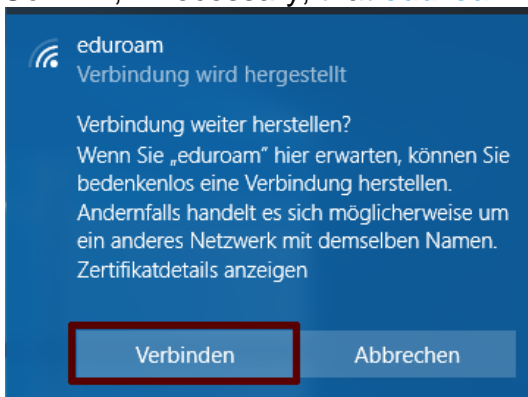 eduroam
Verbindung wird hergestellt
Verbindung weiter herstellen?
Wenn Sie „eduroam“ hier erwarten, können Sie
bedenkenlos eine Verbindung herstellen.
Andernfalls handelt es sich möglicherweise um
ein anderes Netzwerk mit demselben Namen.
Zertifikatdetails anzeigen
Verbinden Abbrechen